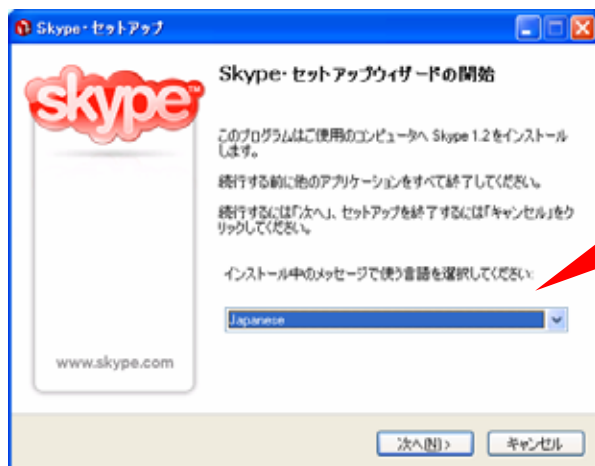 Skype・セットアップ
skype™
Skype・セットアップウィザードの開始
このプログラムはご使用のコンピュータへ Skype 1.2 をインストール
します。
続行する前に他のアプリケーションをすべて終了してください。
続行するには「次へ」、セットアップを終了するには「キャンセル」をク
リックしてください。
インストール中のメッセージで使う言語を選択してください:
Japanese
www.skype.com
次へ(N) >
キャンセル